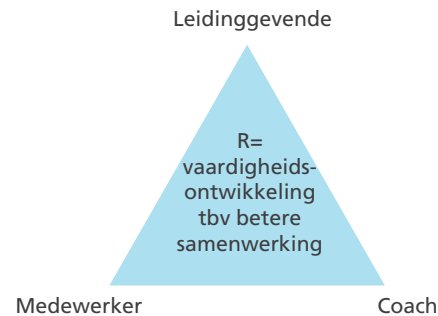 Leidinggevende
R=
vaardigheids-
ontwikkeling
tbv betere
samenwerking
Medewerker
Coach